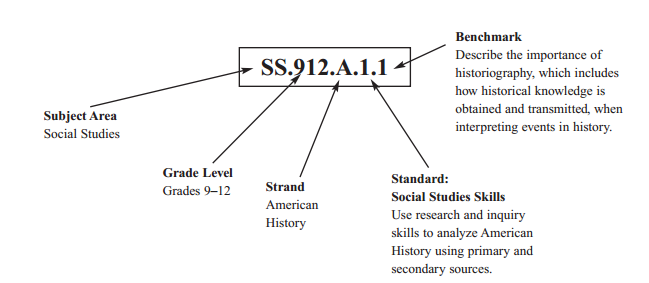 SS.912.A.1.1
Benchmark
Describe the importance of
historiography, which includes
how historical knowledge is
obtained and transmitted, when
interpreting events in history.
Subject Area
Social Studies
Grade Level
Grades 9–12
Strand
American
History
Standard:
Social Studies Skills
Use research and inquiry
skills to analyze American
History using primary and
secondary sources.